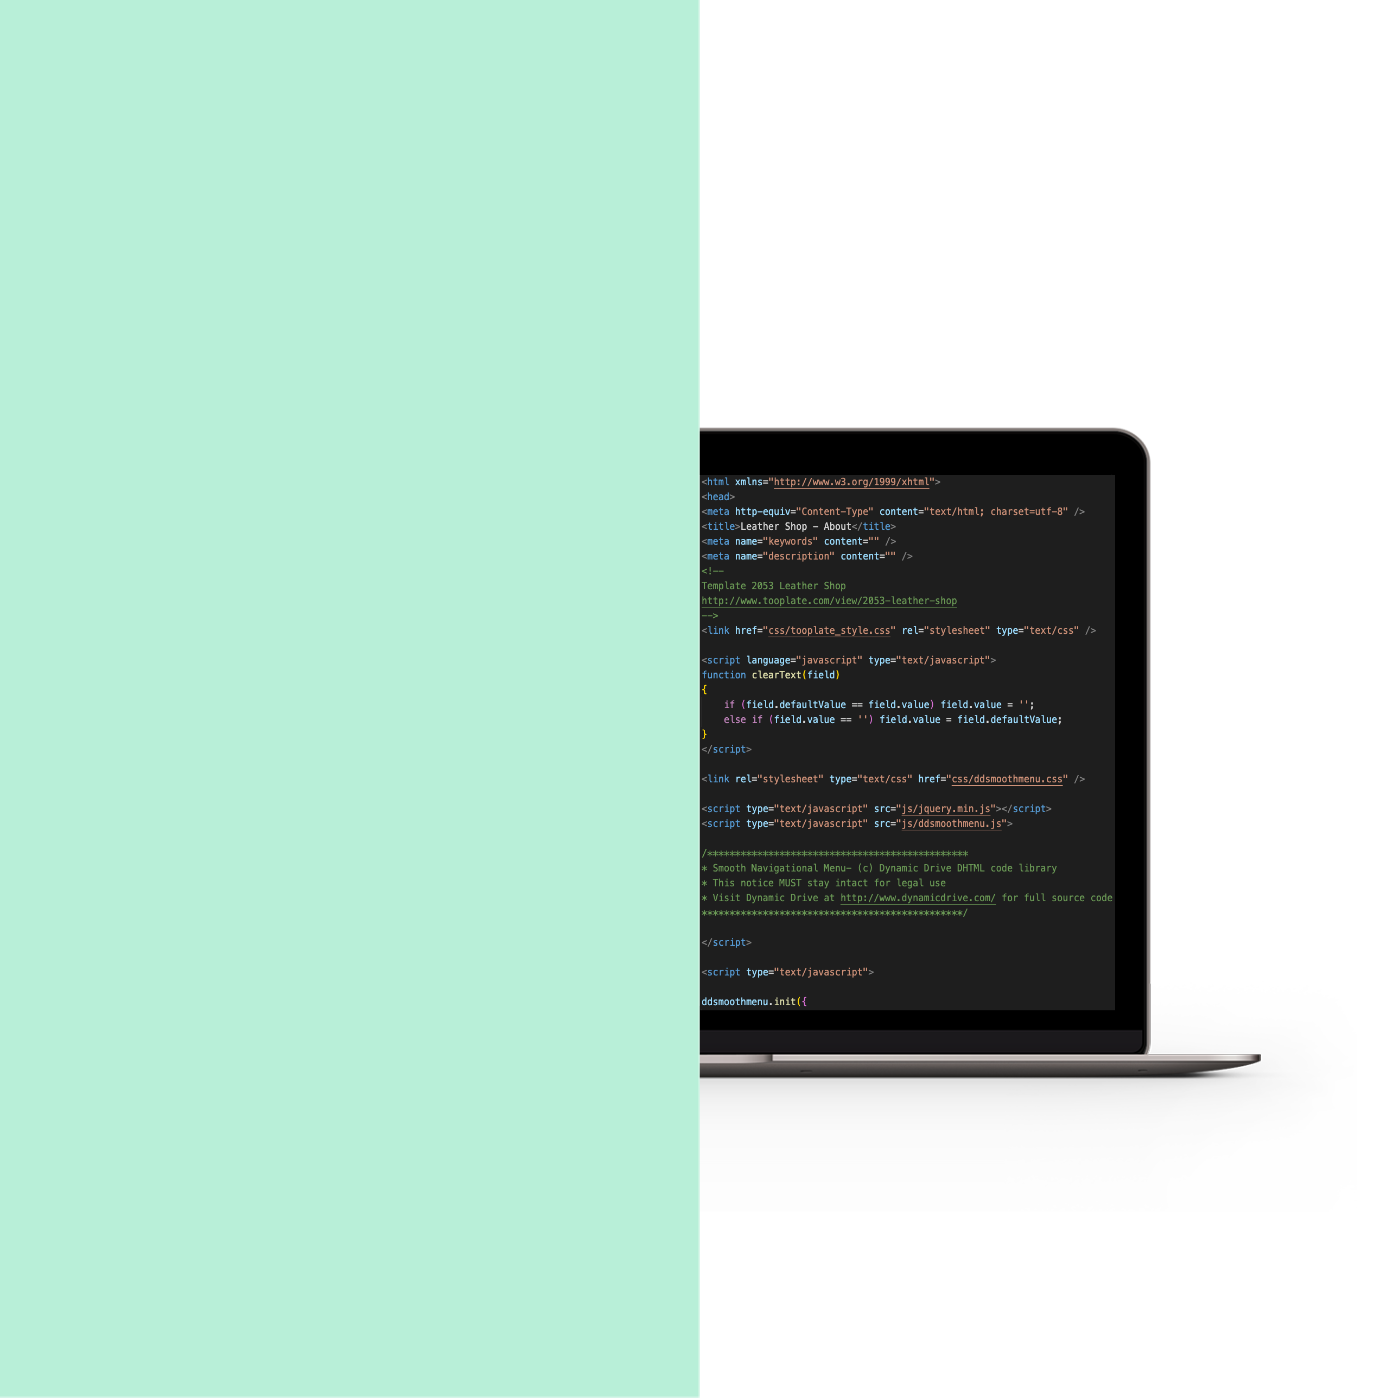 <html xmlns="http://www.w3.org/1999/xhtml">
<head>
<meta http-equiv="Content-Type" content="text/html; charset=utf-8" />
<title>Leather Shop - About</title>
<meta name="keywords" content="" />
<meta name="description" content="" />
<!--
Template 2053 Leather Shop
http://www.tooplate.com/view/2053-leather-shop
-->
<link href="css/tooplate_style.css" rel="stylesheet" type="text/css" />
<script language="javascript" type="text/javascript">
function clearText(field)
{
    if (field.defaultValue == field.value) field.value = '';
    else if (field.value == '') field.value = field.defaultValue;
}
</script>
<link rel="stylesheet" type="text/css" href="css/ddsmoothmenu.css" />
<script type="text/javascript" src="js/jquery.min.js"></script>
<script type="text/javascript" src="js/ddsmoothmenu.js">
/***********************************************
* Smooth Navigational Menu- (c) Dynamic Drive DHTML code library
* This notice MUST stay intact for legal use
* Visit Dynamic Drive at http://www.dynamicdrive.com/ for full source code
***********************************************/
</script>
<script type="text/javascript">
ddsmoothmenu.init({